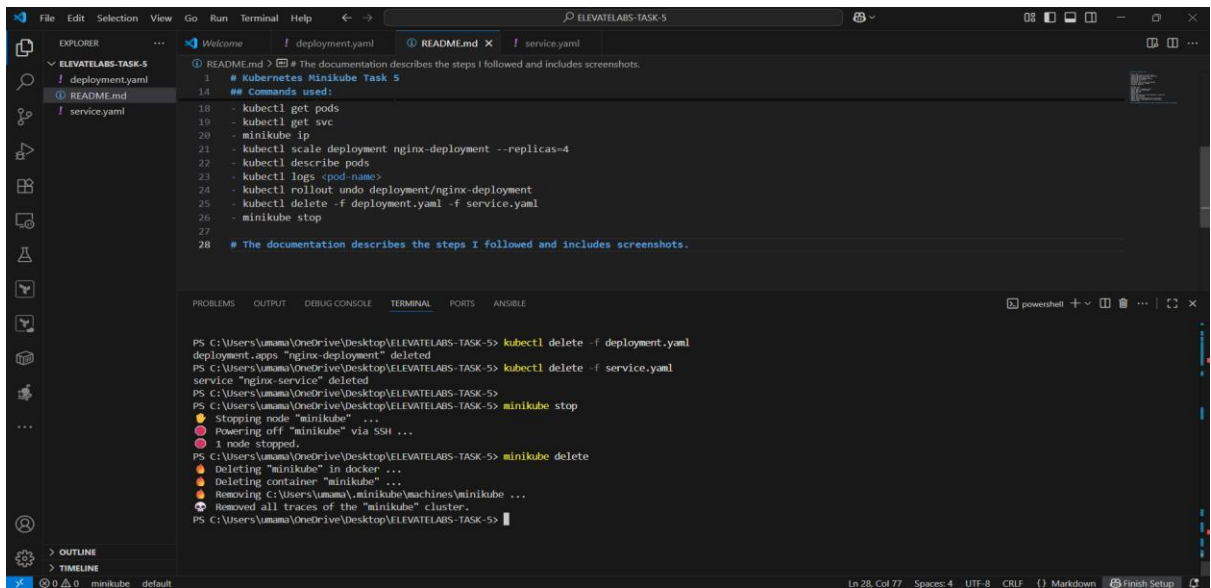 File Edit Selection View Go Run Terminal Help
ELEVATELABS-TASK-5
EXPLORER
ELEVATELABS-TASK-5
! deployment.yaml
README.md
! service.yaml
OUTLINE
TIMELINE
Welcome ! deployment.yaml README.md ! service.yaml
README.md > # The documentation describes the steps I followed and includes screenshots.
1 # Kubernetes Minikube Task 5
14 ## Commands used:
18 - kubectl get pods
19 - kubectl get svc
20 - minikube ip
21 - kubectl scale deployment nginx-deployment --replicas=4
22 - kubectl describe pods
23 - kubectl logs <pod-name>
24 - kubectl rollout undo deployment/nginx-deployment
25 - kubectl delete -f deployment.yaml -f service.yaml
26 - minikube stop
27
28 # The documentation describes the steps I followed and includes screenshots.
PROBLEMS OUTPUT DEBUG CONSOLE TERMINAL PORTS ANSIBLE
powershell
PS C:\Users\umama\OneDrive\Desktop\ELEVATELABS-TASK-5> kubectl delete -f deployment.yaml
deployment.apps "nginx-deployment" deleted
PS C:\Users\umama\OneDrive\Desktop\ELEVATELABS-TASK-5> kubectl delete -f service.yaml
service "nginx-service" deleted
PS C:\Users\umama\OneDrive\Desktop\ELEVATELABS-TASK-5>
PS C:\Users\umama\OneDrive\Desktop\ELEVATELABS-TASK-5> minikube stop
Stopping node "minikube" ...
Powering off "minikube" via SSH ...
1 node stopped.
PS C:\Users\umama\OneDrive\Desktop\ELEVATELABS-TASK-5> minikube delete
Deleting "minikube" in docker ...
Deleting container "minikube" ...
Removing C:\Users\umama\.minikube\machines\minikube ...
Removed all traces of the "minikube" cluster.
PS C:\Users\umama\OneDrive\Desktop\ELEVATELABS-TASK-5>
0 0 0 minikube default
Ln 28, Col 77 Spaces: 4 UTF-8 CRLF {} Markdown Finish Setup